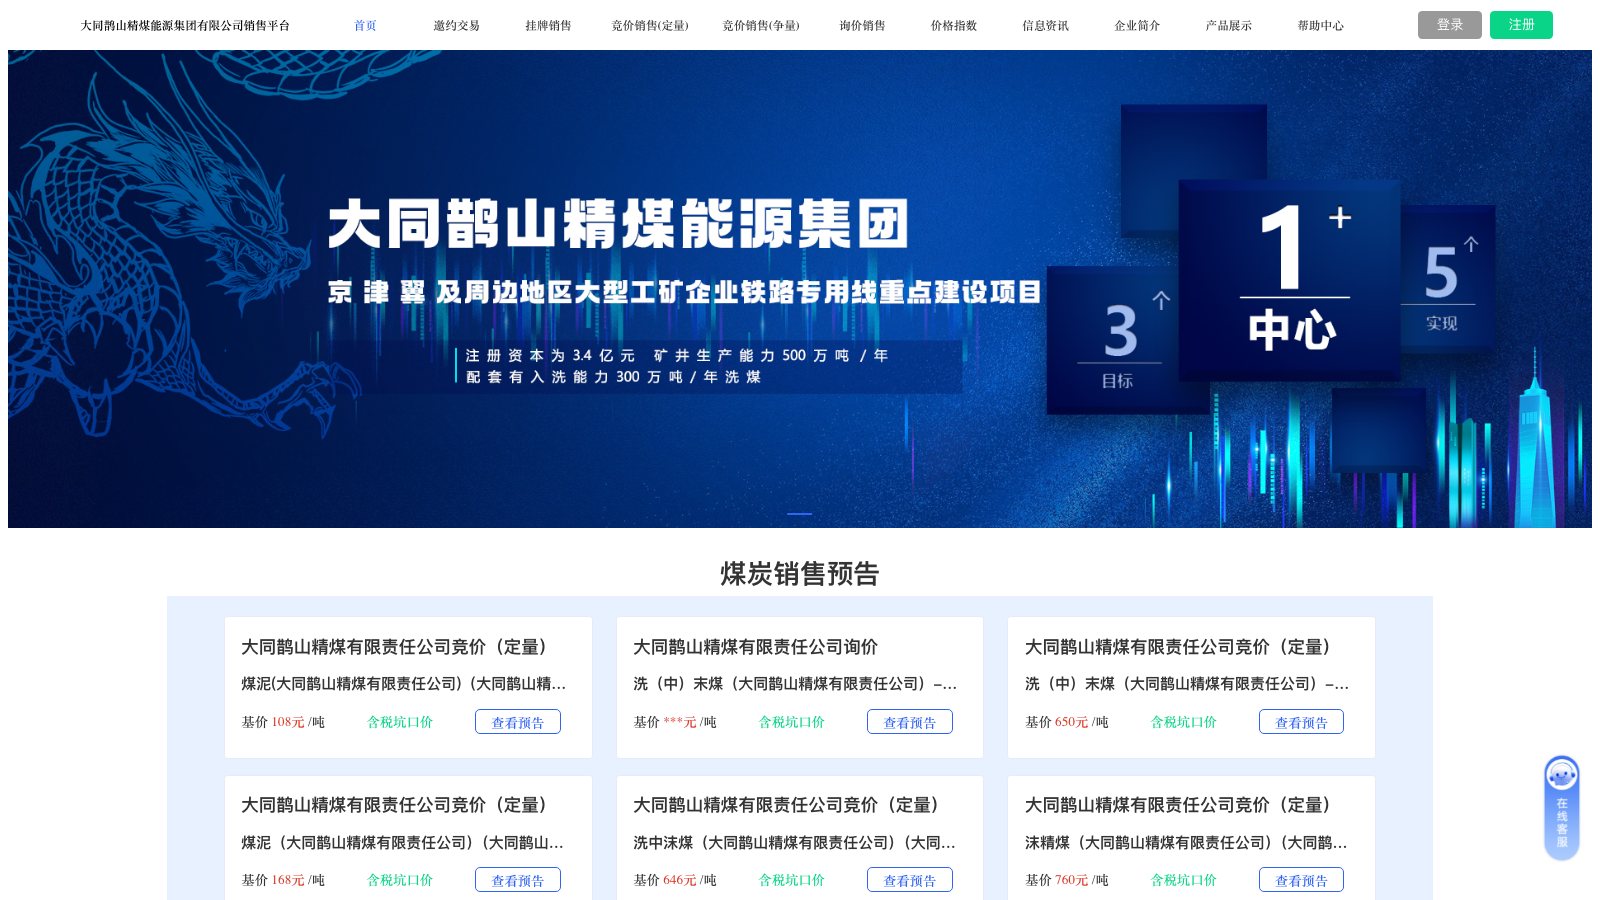 大同鹊山精煤能源集团有限公司销售平台 首页 邀约交易 挂牌销售 竞价销售(定量) 竞价销售(争量) 询价销售 价格指数 信息资讯 企业简介 产品展示 帮助中心 登录 注册
大同鹊山精煤能源集团
京 津 翼 及周边地区大型工矿企业铁路专用线重点建设项目
注册资本为 3.4 亿元 矿井生产能力 500 万吨 / 年
配套有入洗能力 300 万吨 / 年洗煤
3个
目标
1+
中心
5个
实现
煤炭销售预告
大同鹊山精煤有限责任公司竞价（定量）
煤泥(大同鹊山精煤有限责任公司)（大同鹊山精...
基价 108元 /吨 含税坑口价 查看预告
大同鹊山精煤有限责任公司询价
洗（中）末煤（大同鹊山精煤有限责任公司）-...
基价 ***元 /吨 含税坑口价 查看预告
大同鹊山精煤有限责任公司竞价（定量）
洗（中）末煤（大同鹊山精煤有限责任公司）-...
基价 650元 /吨 含税坑口价 查看预告
大同鹊山精煤有限责任公司竞价（定量）
煤泥（大同鹊山精煤有限责任公司）（大同鹊山...
基价 168元 /吨 含税坑口价 查看预告
大同鹊山精煤有限责任公司竞价（定量）
洗中沫煤（大同鹊山精煤有限责任公司）（大同...
基价 646元 /吨 含税坑口价 查看预告
大同鹊山精煤有限责任公司竞价（定量）
沫精煤（大同鹊山精煤有限责任公司）（大同鹊...
基价 760元 /吨 含税坑口价 查看预告
在线客服